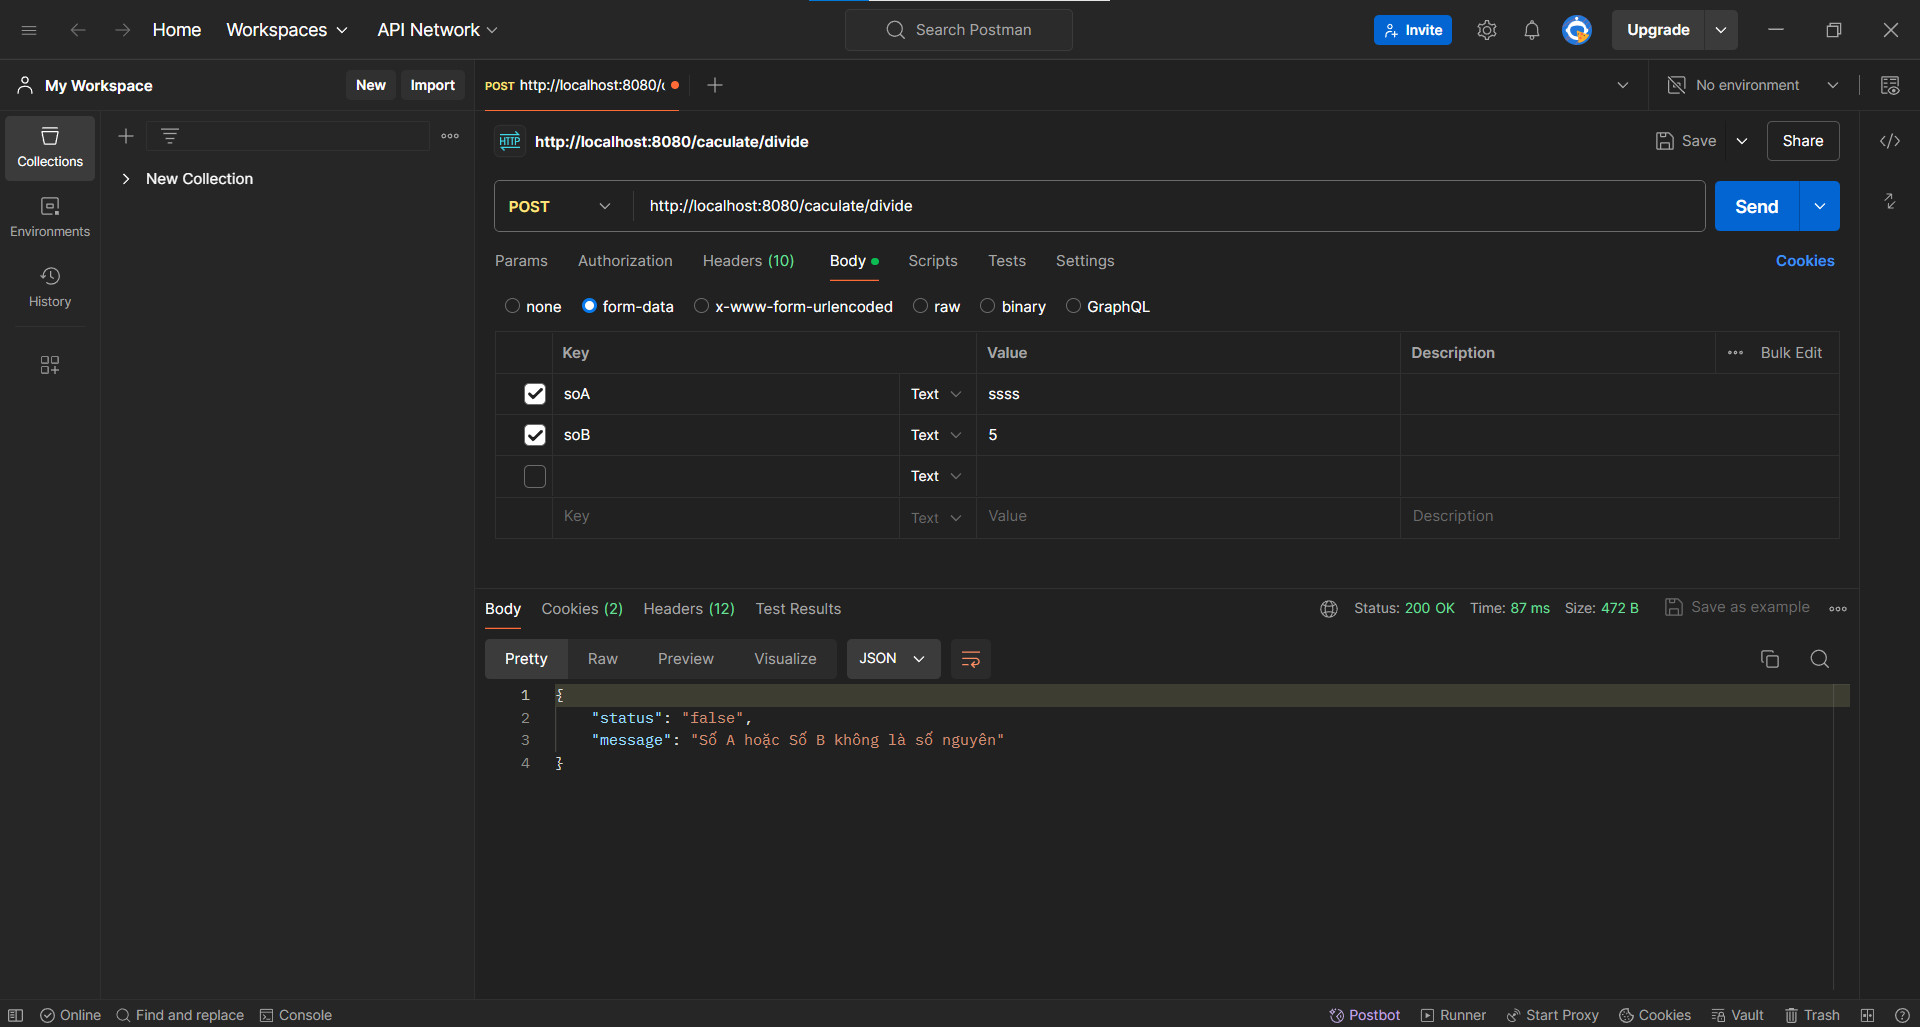 Home Workspaces API Network Search Postman Invite Upgrade
My Workspace New Import POST http://localhost:8080/c No environment
Collections
Environments
History
New Collection
HTTP http://localhost:8080/caculate/divide Save Share
POST http://localhost:8080/caculate/divide Send
Params Authorization Headers (10) Body Scripts Tests Settings Cookies
none form-data x-www-form-urlencoded raw binary GraphQL
Key Value Description Bulk Edit
soA Text ssss
soB Text 5
Text
Key Text Value Description
Body Cookies (2) Headers (12) Test Results Status: 200 OK Time: 87 ms Size: 472 B Save as example
Pretty Raw Preview Visualize JSON
1 {
2 "status": "false",
3 "message": "Số A hoặc Số B không là số nguyên"
4 }
Online Find and replace Console Postbot Runner Start Proxy Cookies Vault Trash